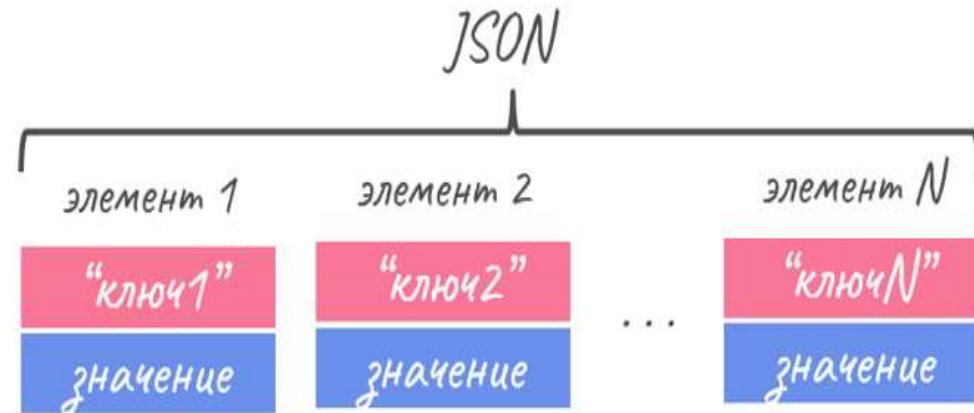 JSON
элемент 1 элемент 2 элемент N
“ключ1” “ключ2” ... “ключN”
значение значение значение